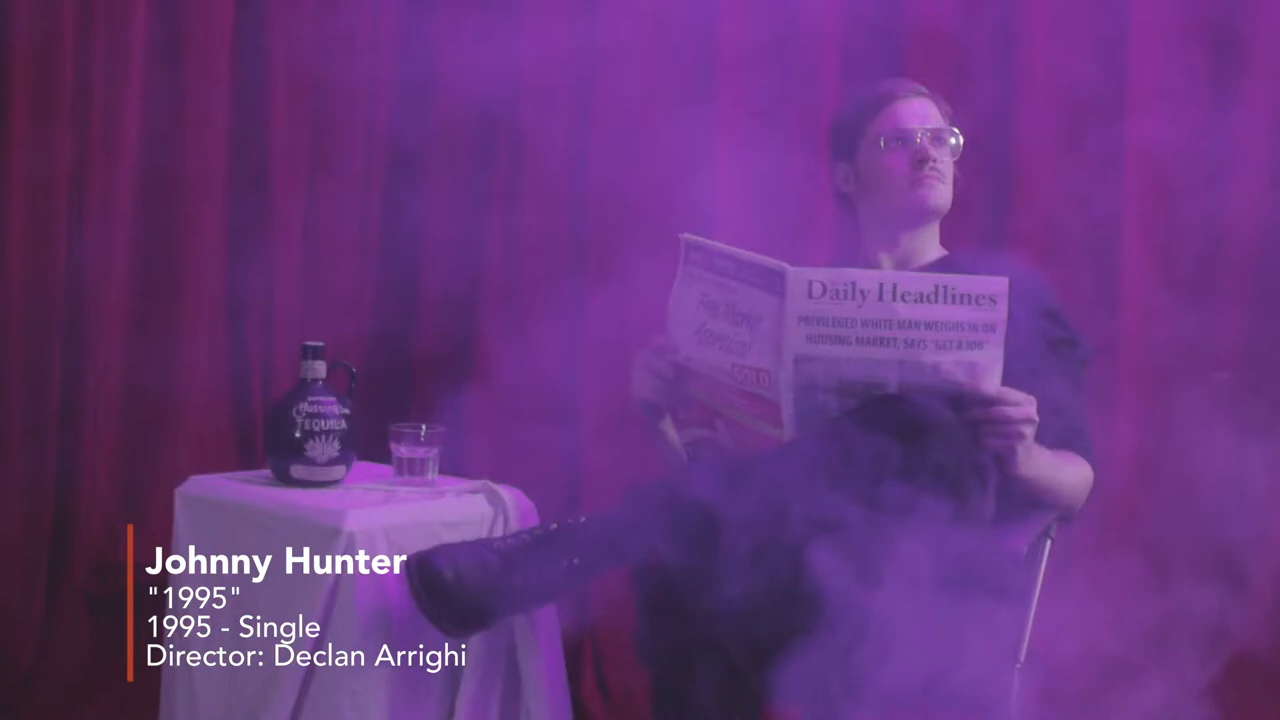 Daily Headlines
PRIVILEGED WHITE MAN WEIGHS IN ON
HOUSING MARKET, SAYS "GET A JOB"
SOLD
TEQUILA
Johnny Hunter
"1995"
1995 - Single
Director: Declan Arrighi